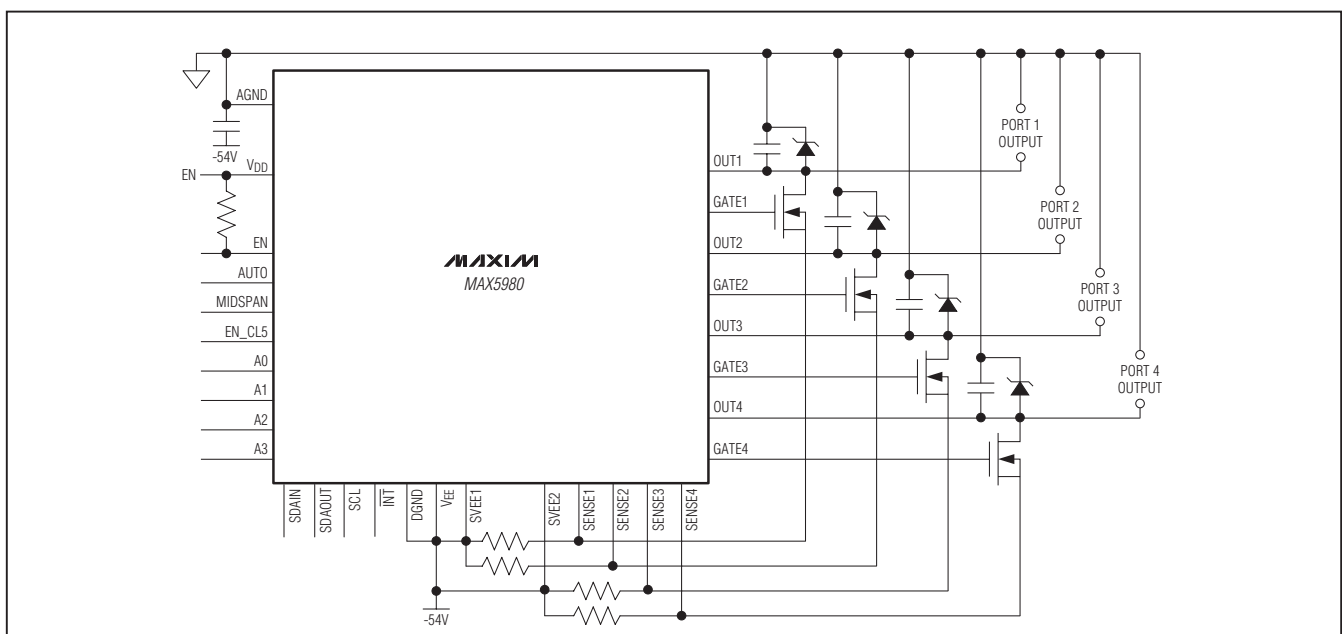 AGND
-54V
VDD
EN
EN
AUTO
MIDSPAN
EN_CL5
A0
A1
A2
A3
MAXIM
MAX5980
OUT1
GATE1
OUT2
GATE2
OUT3
GATE3
OUT4
GATE4
PORT 1
OUTPUT
PORT 2
OUTPUT
PORT 3
OUTPUT
PORT 4
OUTPUT
SDAIN
SDAOUT
SCL
INT
DGND
VEE
SVEE1
SVEE2
SENSE1
SENSE2
SENSE3
SENSE4
-54V